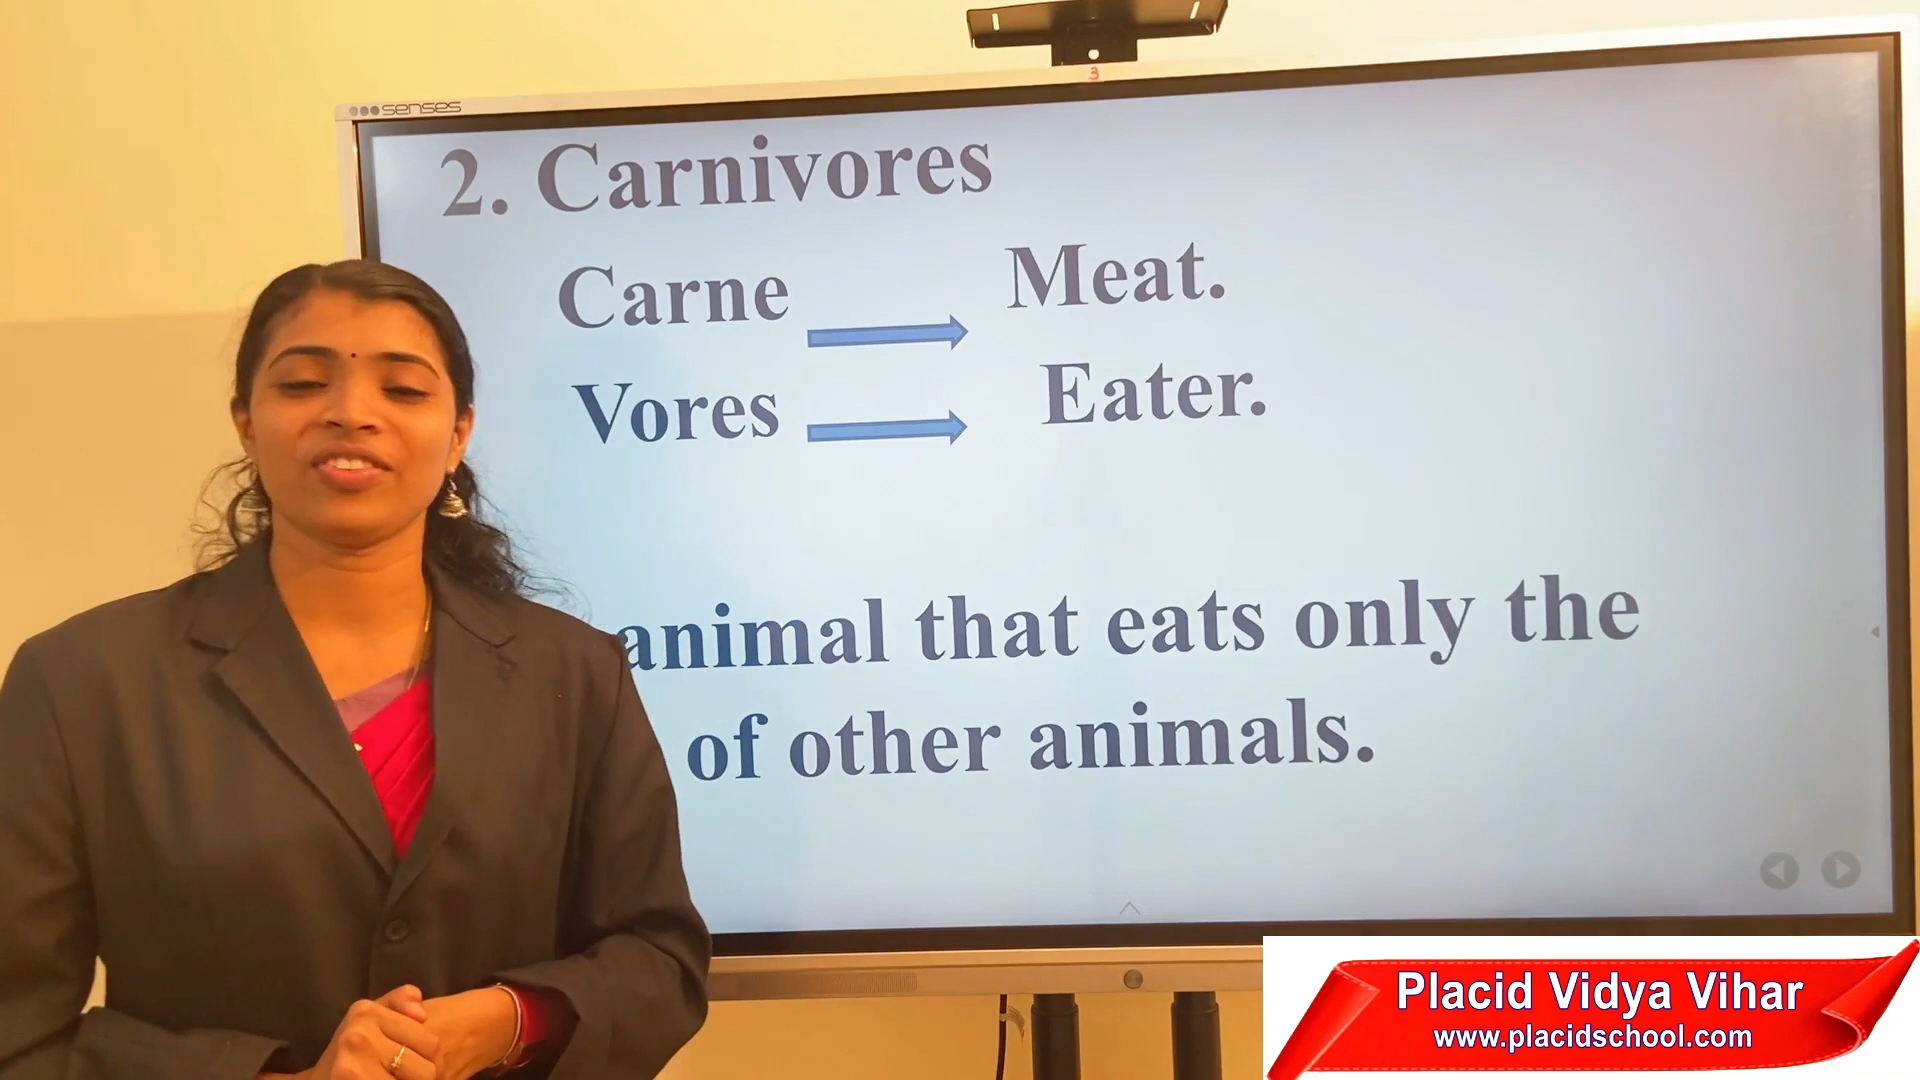 senses
3
2. Carnivores
Carne Meat.
Vores Eater.
animal that eats only the
of other animals.
Placid Vidya Vihar
www.placidschool.com